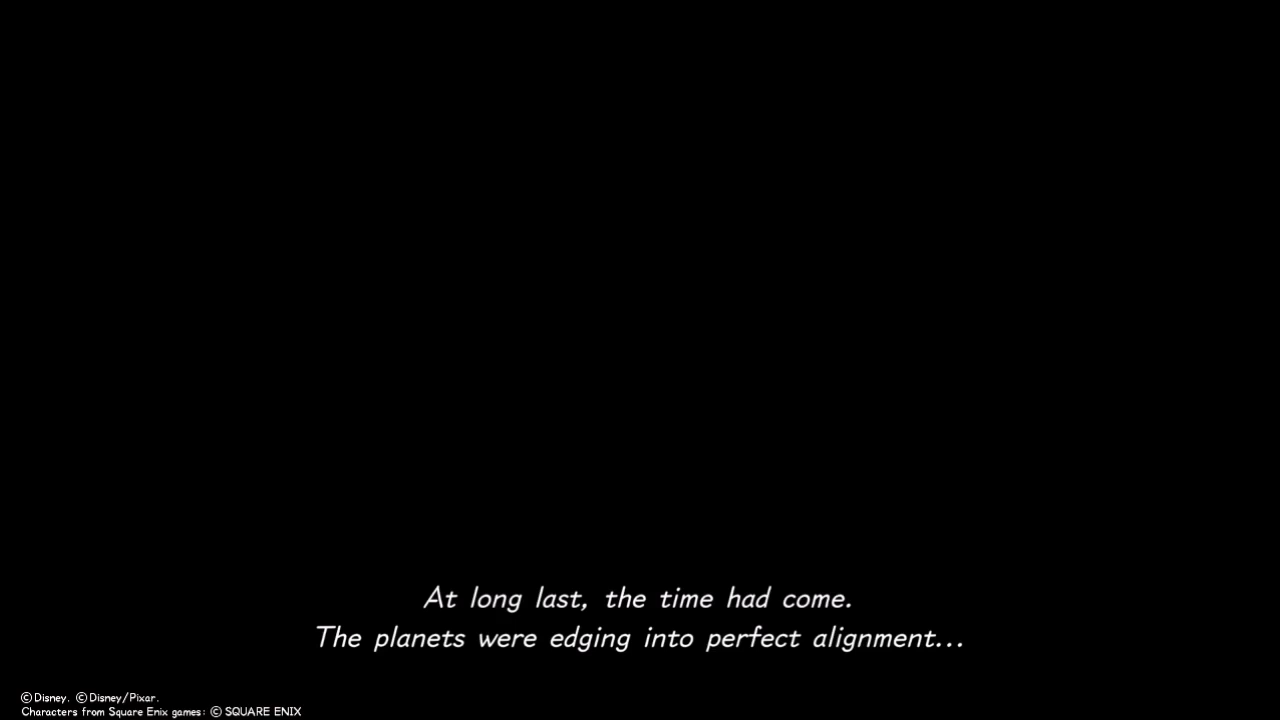 At long last, the time had come.
The planets were edging into perfect alignment...
©Disney. ©Disney/Pixar.
Characters from Square Enix games: © SQUARE ENIX